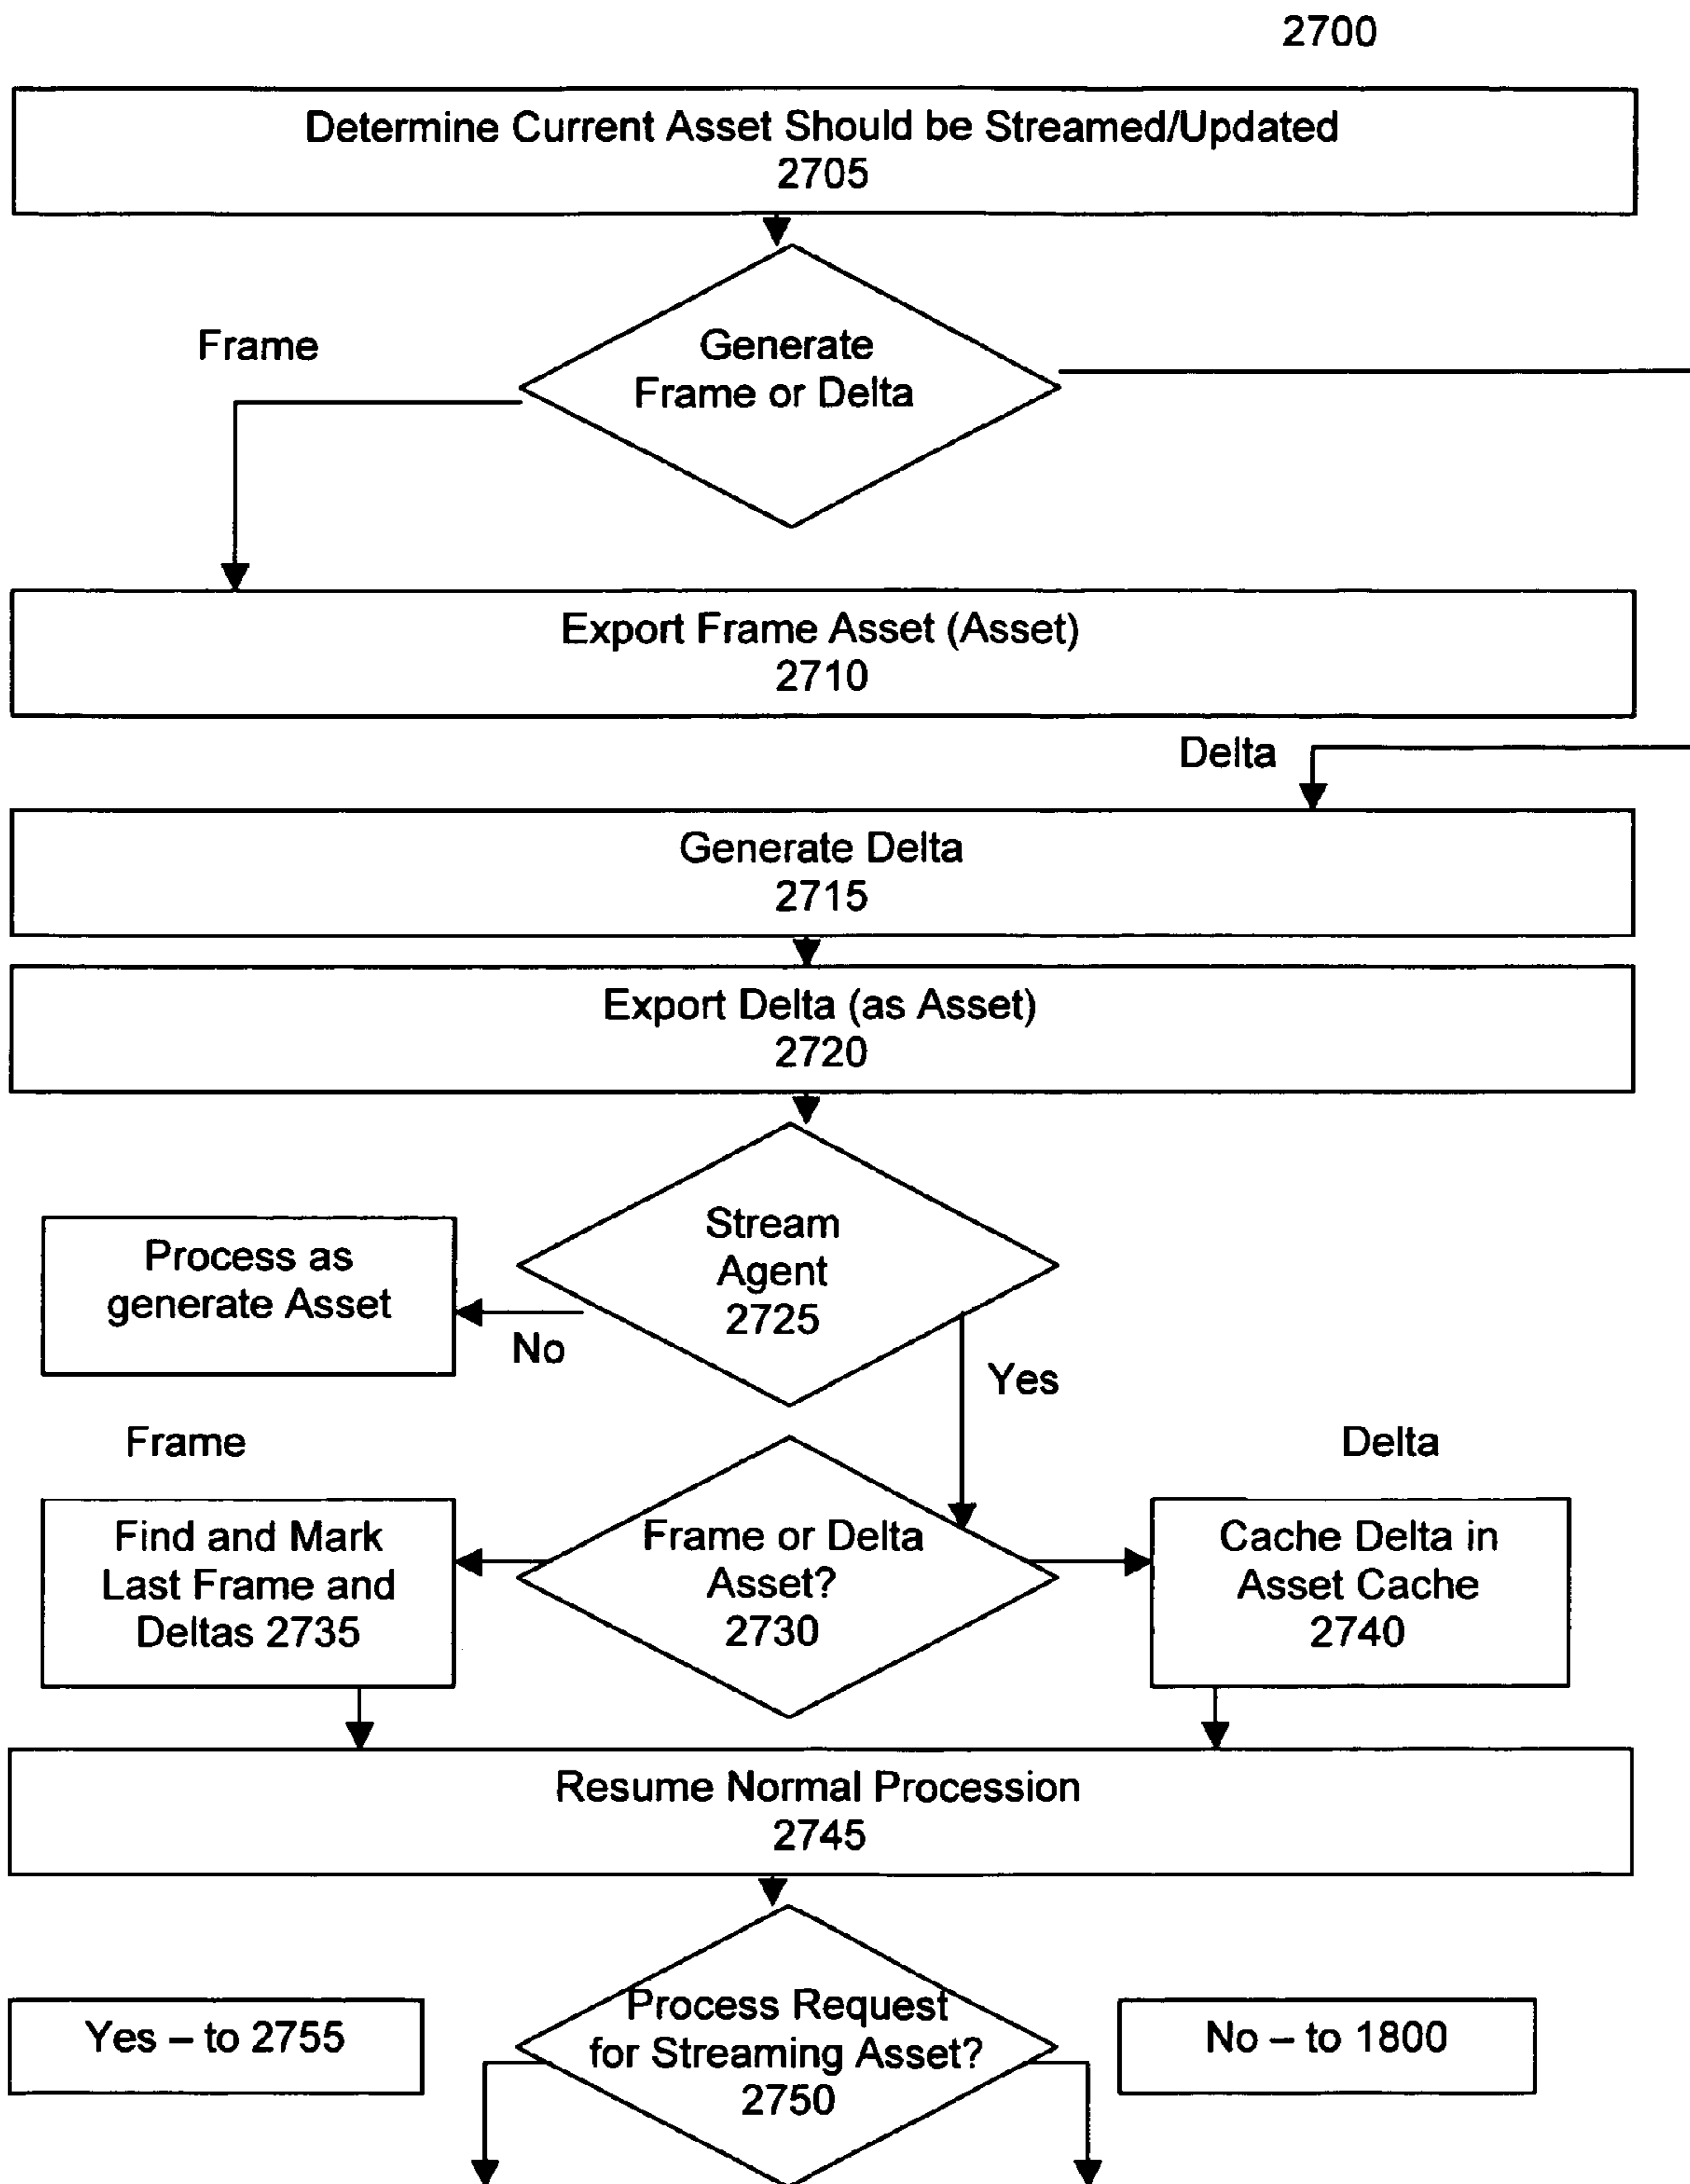 2700
Determine Current Asset Should be Streamed/Updated
2705
Frame
Generate
Frame or Delta
Export Frame Asset (Asset)
2710
Delta
Generate Delta
2715
Export Delta (as Asset)
2720
Stream
Agent
2725
Process as
generate Asset
No
Yes
Frame
Delta
Find and Mark
Last Frame and
Deltas 2735
Frame or Delta
Asset?
2730
Cache Delta in
Asset Cache
2740
Resume Normal Procession
2745
Yes – to 2755
Process Request
for Streaming Asset?
2750
No – to 1800